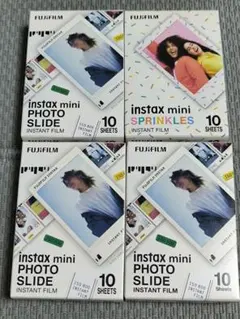 FUJIFILM
instax mini
PHOTO
SLIDE
INSTANT FILM
10
SHEETS
FUJIFILM
instax mini
SPRINKLES
INSTANT FILM
10
SHEETS
FUJIFILM
instax mini
PHOTO
SLIDE
INSTANT FILM
10
SHEETS
FUJIFILM
instax mini
PHOTO
SLIDE
INSTANT FILM
10
Sheets